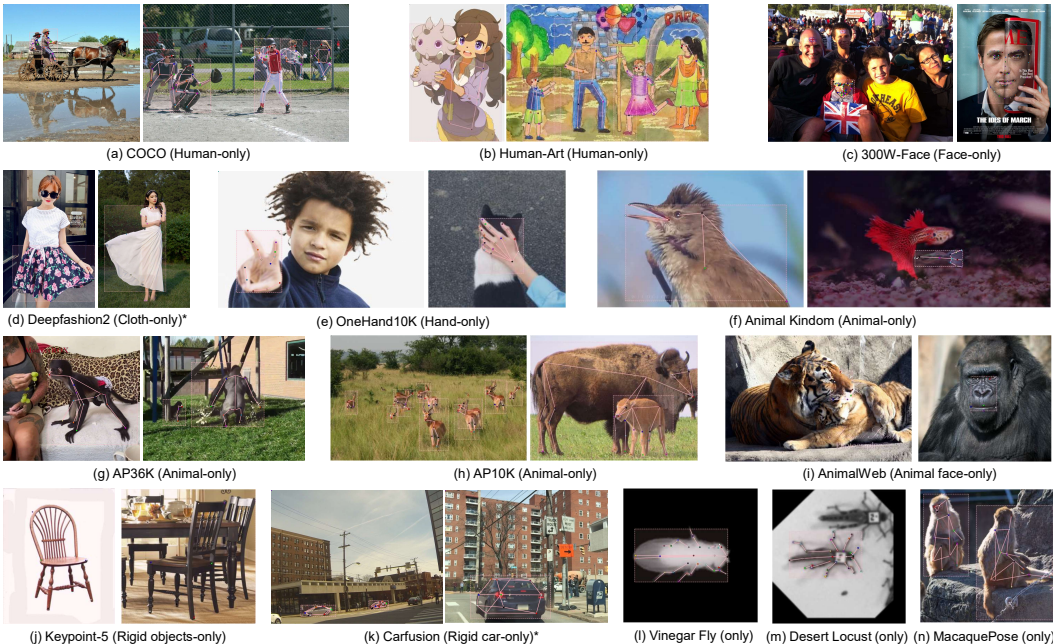 PARK
THE IDES OF MARCH
(a) COCO (Human-only)
(b) Human-Art (Human-only)
(c) 300W-Face (Face-only)
(d) Deepfashion2 (Cloth-only)*
(e) OneHand10K (Hand-only)
(f) Animal Kindom (Animal-only)
(g) AP36K (Animal-only)
(h) AP10K (Animal-only)
(i) AnimalWeb (Animal face-only)
(j) Keypoint-5 (Rigid objects-only)
(k) Carfusion (Rigid car-only)*
(l) Vinegar Fly (only)
(m) Desert Locust (only)
(n) MacaquePose (only)